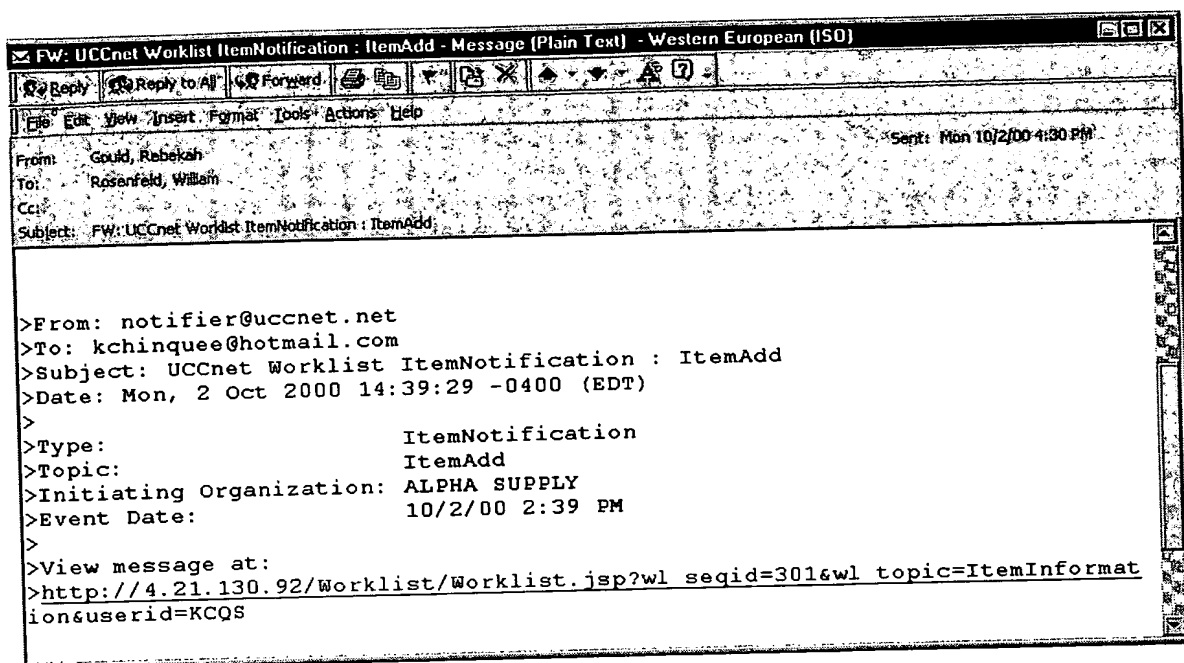 FW: UCCnet Worklist ItemNotification : ItemAdd - Message (Plain Text) - Western European (ISO)
Reply Reply to All Forward
File Edit View Insert Format Tools Actions Help
Sent: Mon 10/2/00 4:30 PM
From: Gould, Rebekah
To: Rosenfeld, William
Cc:
Subject: FW: UCCnet Worklist ItemNotification : ItemAdd
>From: notifier@uccnet.net
>To: kchinquee@hotmail.com
>Subject: UCCnet Worklist ItemNotification : ItemAdd
>Date: Mon, 2 Oct 2000 14:39:29 -0400 (EDT)
>
>Type: ItemNotification
>Topic: ItemAdd
>Initiating Organization: ALPHA SUPPLY
>Event Date: 10/2/00 2:39 PM
>
>View message at:
>http://4.21.130.92/Worklist/Worklist.jsp?wl_seqid=301&wl_topic=ItemInformat
ion&userid=KCQS